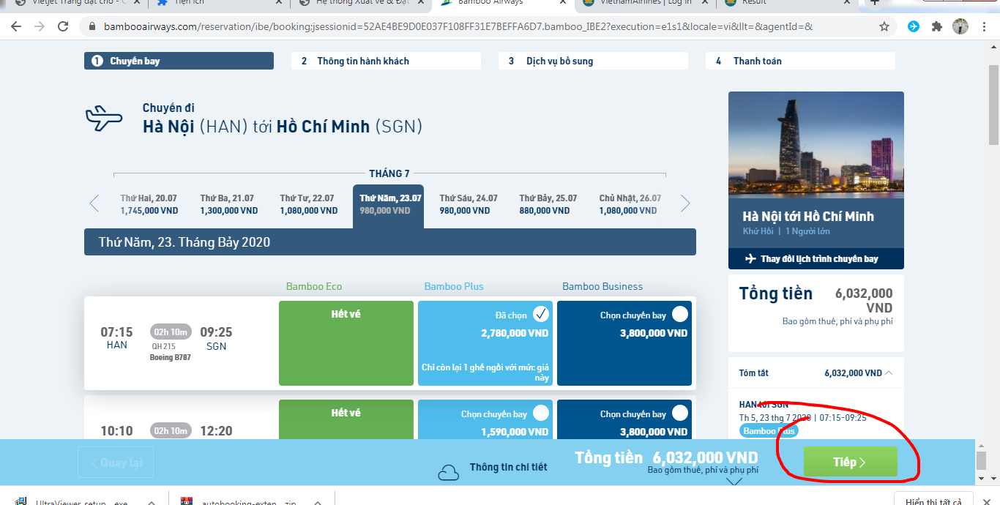 Vietjet Trang đặt chỗ - C
Tiện ích
Hệ thống Xuất vé & Đặt
Bamboo Airways
VietnamAirlines | Log in
Result
bambooairways.com/reservation/ibe/booking;jsessionid=52AE4BE9D0E037F108FF31E7BEFFA6D7.bamboo_IBE2?execution=e1s1&locale=vi&llt=&agentId=&
1 Chuyến bay
2 Thông tin hành khách
3 Dịch vụ bổ sung
4 Thanh toán
Chuyến đi
Hà Nội (HAN) tới Hồ Chí Minh (SGN)
THÁNG 7
Thứ Hai, 20.07 Thứ Ba, 21.07 Thứ Tư, 22.07 Thứ Năm, 23.07 Thứ Sáu, 24.07 Thứ Bảy, 25.07 Chủ Nhật, 26.07
1,745,000 VND 1,300,000 VND 1,080,000 VND 980,000 VND 980,000 VND 880,000 VND 1,080,000 VND
Thứ Năm, 23. Tháng Bảy 2020
Bamboo Eco Bamboo Plus Bamboo Business
07:15 02h 10m 09:25
HAN QH 215 SGN
Boeing B787
Hết vé
Đã chọn
2,780,000 VND
Chỉ còn lại 1 ghế ngồi với mức giá
này
Chọn chuyến bay
3,800,000 VND
10:10 02h 10m 12:20
Hết vé
Chọn chuyến bay
1,590,000 VND
Chọn chuyến bay
3,800,000 VND
Hà Nội tới Hồ Chí Minh
Khứ Hồi | 1 Người lớn
Thay đổi lịch trình chuyến bay
Tổng tiền 6,032,000
VND
Bao gồm thuế, phí và phụ phí
Tóm tắt 6,032,000 VND
HAN tới SGN
Th 5, 23 thg 7 2020 | 07:15-09:25
Bamboo Plus
Quay lại
Thông tin chi tiết
Tổng tiền 6,032,000 VND
Bao gồm thuế, phí và phụ phí
Tiếp
UltraViewer_setup_...exe
autobooking-exten...zip
Hiển thị tất cả